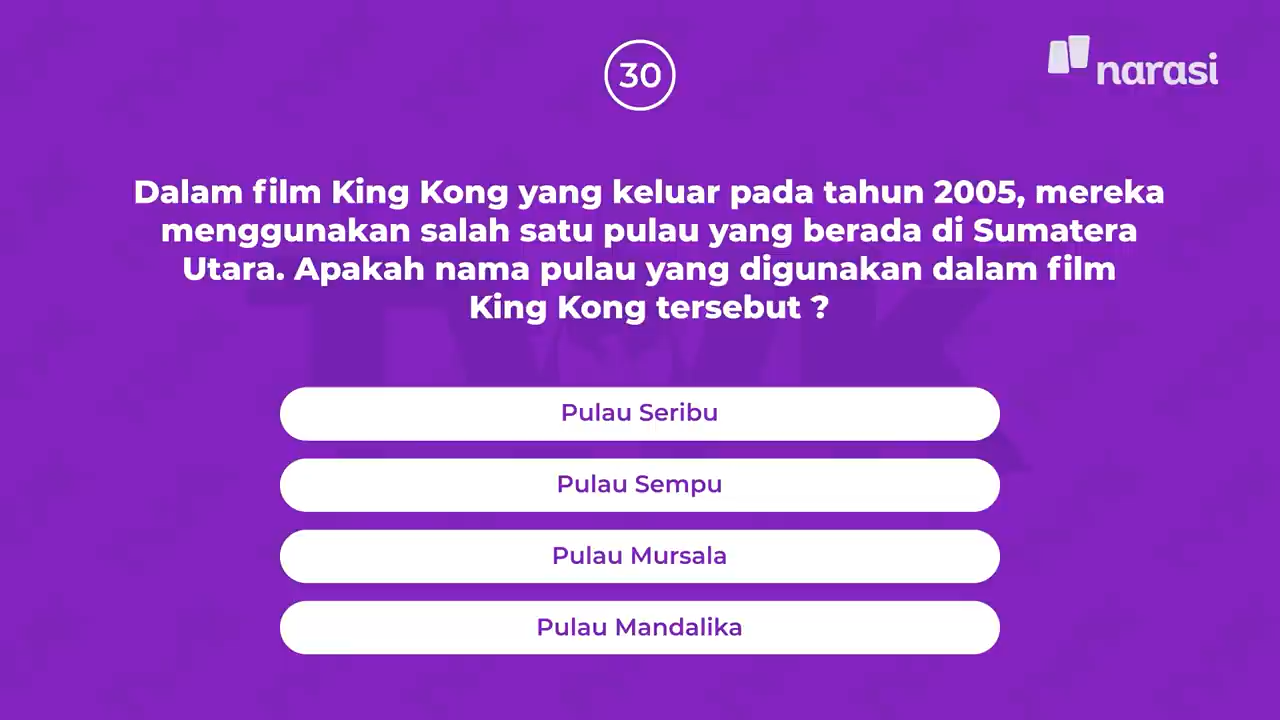 30
narasi
Dalam film King Kong yang keluar pada tahun 2005, mereka
menggunakan salah satu pulau yang berada di Sumatera
Utara. Apakah nama pulau yang digunakan dalam film
King Kong tersebut ?
Pulau Seribu
Pulau Sempu
Pulau Mursala
Pulau Mandalika